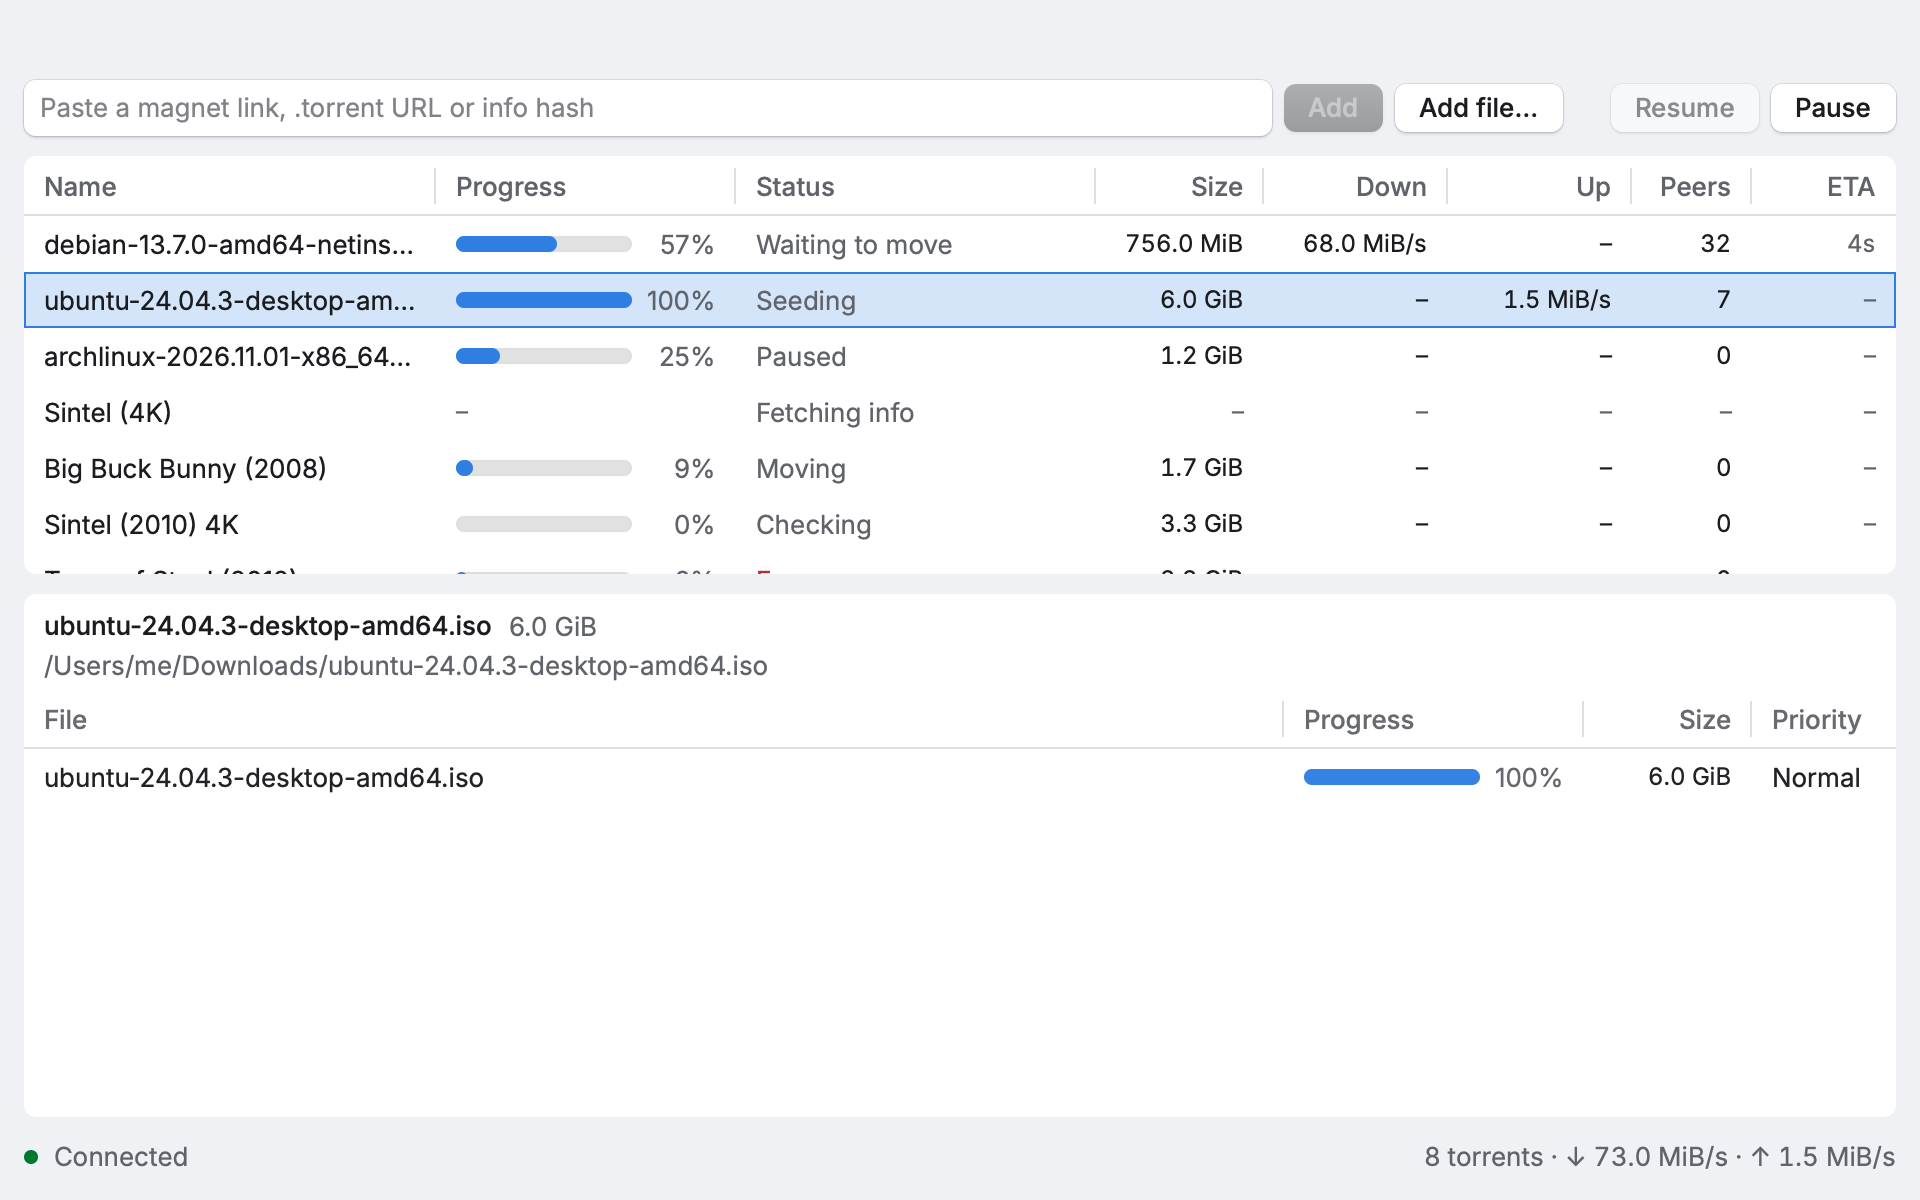 Paste a magnet link, .torrent URL or info hash Add Add file... Resume Pause
Name Progress Status Size Down Up Peers ETA
debian-13.7.0-amd64-netins... 57% Waiting to move 756.0 MiB 68.0 MiB/s – 32 4s
ubuntu-24.04.3-desktop-am... 100% Seeding 6.0 GiB – 1.5 MiB/s 7 –
archlinux-2026.11.01-x86_64... 25% Paused 1.2 GiB – – 0 –
Sintel (4K) – Fetching info – – – – –
Big Buck Bunny (2008) 9% Moving 1.7 GiB – – 0 –
Sintel (2010) 4K 0% Checking 3.3 GiB – – 0 –
ubuntu-24.04.3-desktop-amd64.iso 6.0 GiB
/Users/me/Downloads/ubuntu-24.04.3-desktop-amd64.iso
File Progress Size Priority
ubuntu-24.04.3-desktop-amd64.iso 100% 6.0 GiB Normal
Connected 8 torrents · ↓ 73.0 MiB/s · ↑ 1.5 MiB/s